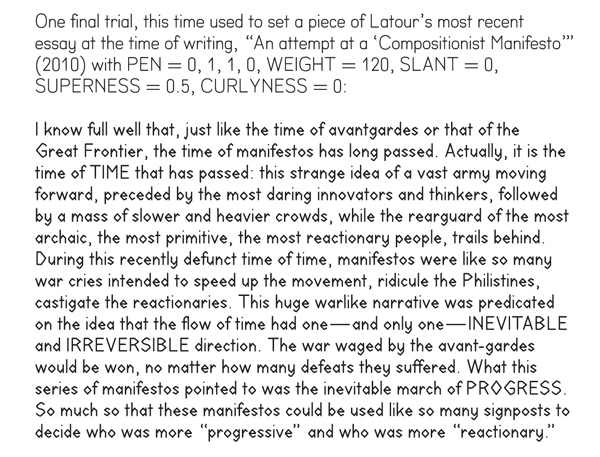 One final trial, this time used to set a piece of Latour’s most recent
essay at the time of writing, “An attempt at a ‘Compositionist Manifesto’”
(2010) with PEN = 0, 1, 1, 0, WEIGHT = 120, SLANT = 0,
SUPERNESS = 0.5, CURLYNESS = 0:
I know full well that, just like the time of avantgardes or that of the
Great Frontier, the time of manifestos has long passed. Actually, it is the
time of TIME that has passed: this strange idea of a vast army moving
forward, preceded by the most daring innovators and thinkers, followed
by a mass of slower and heavier crowds, while the rearguard of the most
archaic, the most primitive, the most reactionary people, trails behind.
During this recently defunct time of time, manifestos were like so many
war cries intended to speed up the movement, ridicule the Philistines,
castigate the reactionaries. This huge warlike narrative was predicated
on the idea that the flow of time had one—and only one—INEVITABLE
and IRREVERSIBLE direction. The war waged by the avant-gardes
would be won, no matter how many defeats they suffered. What this
series of manifestos pointed to was the inevitable march of PROGRESS.
So much so that these manifestos could be used like so many signposts to
decide who was more “progressive” and who was more “reactionary.”